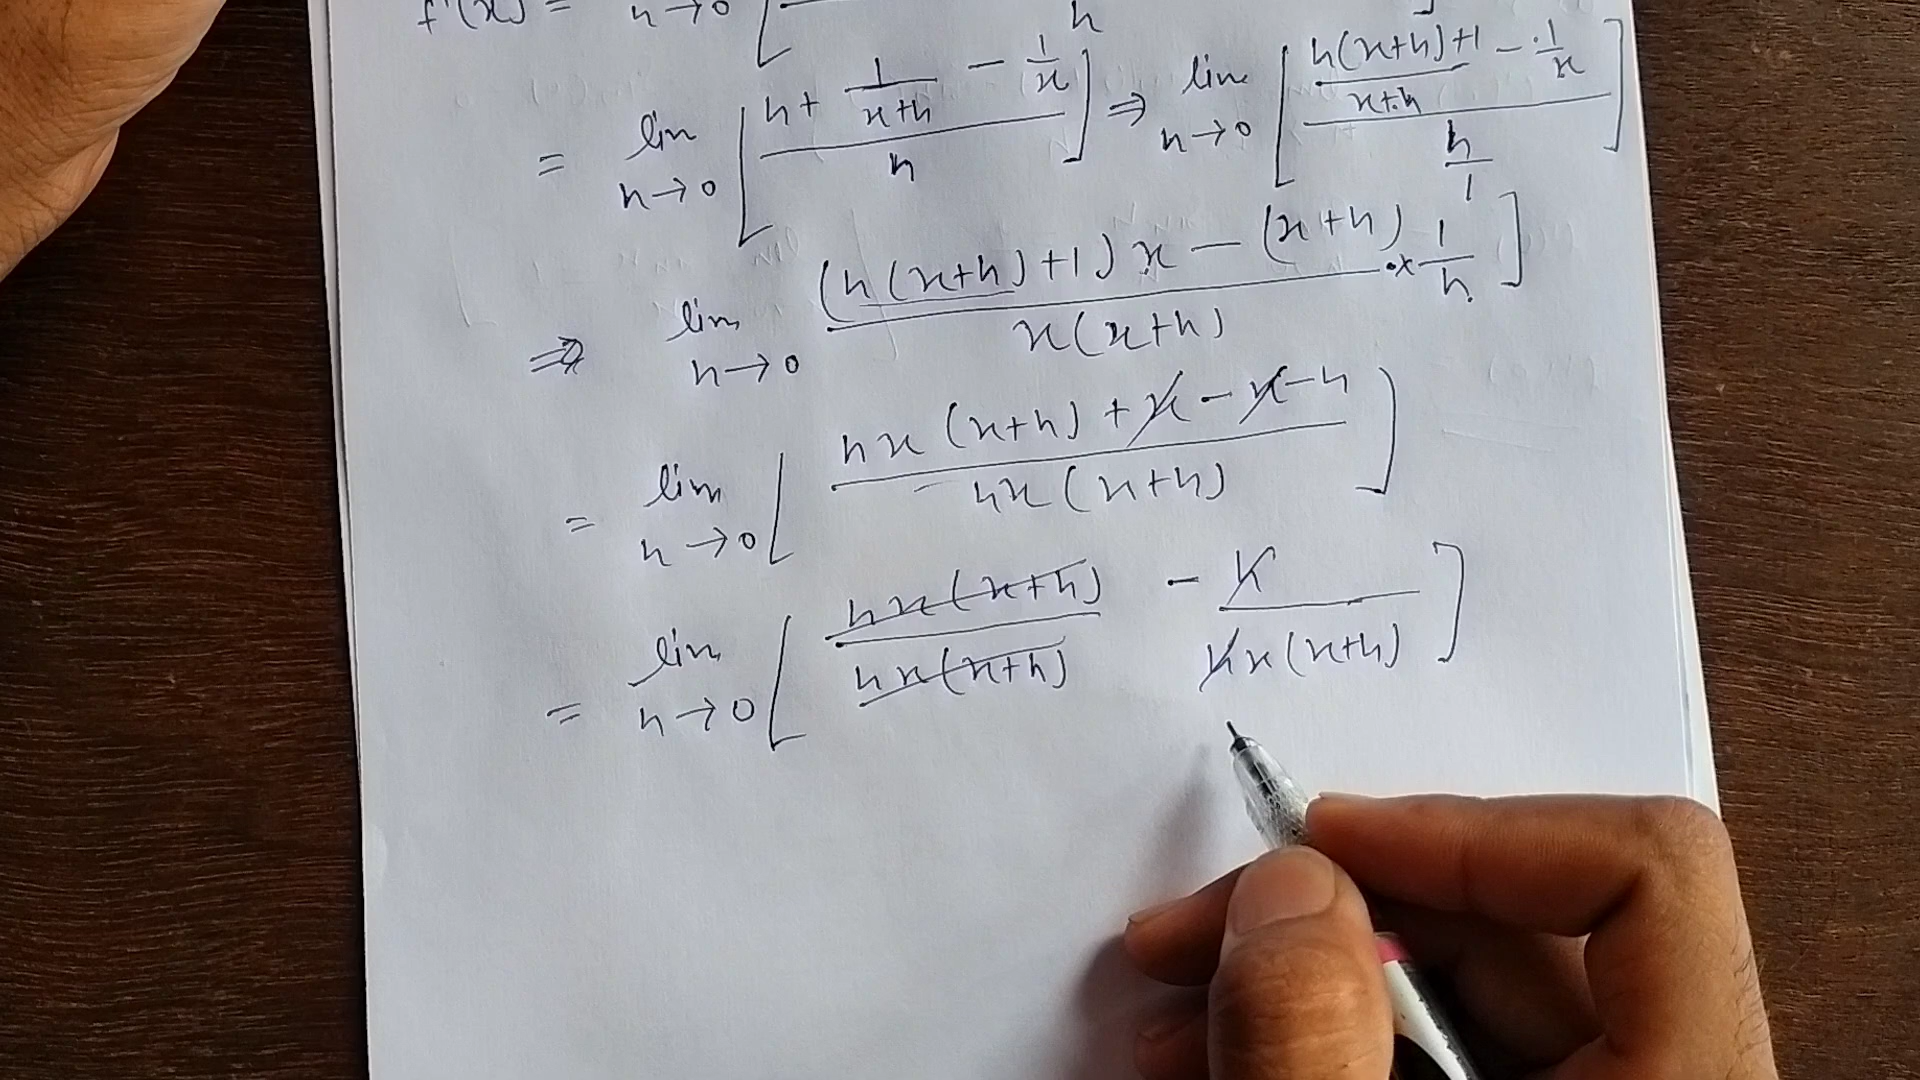 f'(x) = h→0 [ h
= lim h→0 [ (h + 1/(x+h) - 1/x) / h ] ⇒ lim h→0 [ ((h(x+h)+1)/(x+h) - 1/x) / (h/1) ]
⇒ lim h→0 ((h(x+h)+1)x - (x+h)) / (x(x+h)) × 1/h ]
= lim h→0 [ (hx(x+h) + x - x - h) / (hx(x+h)) ]
= lim h→0 [ hx(x+h) / hx(x+h) - h / hx(x+h) ]